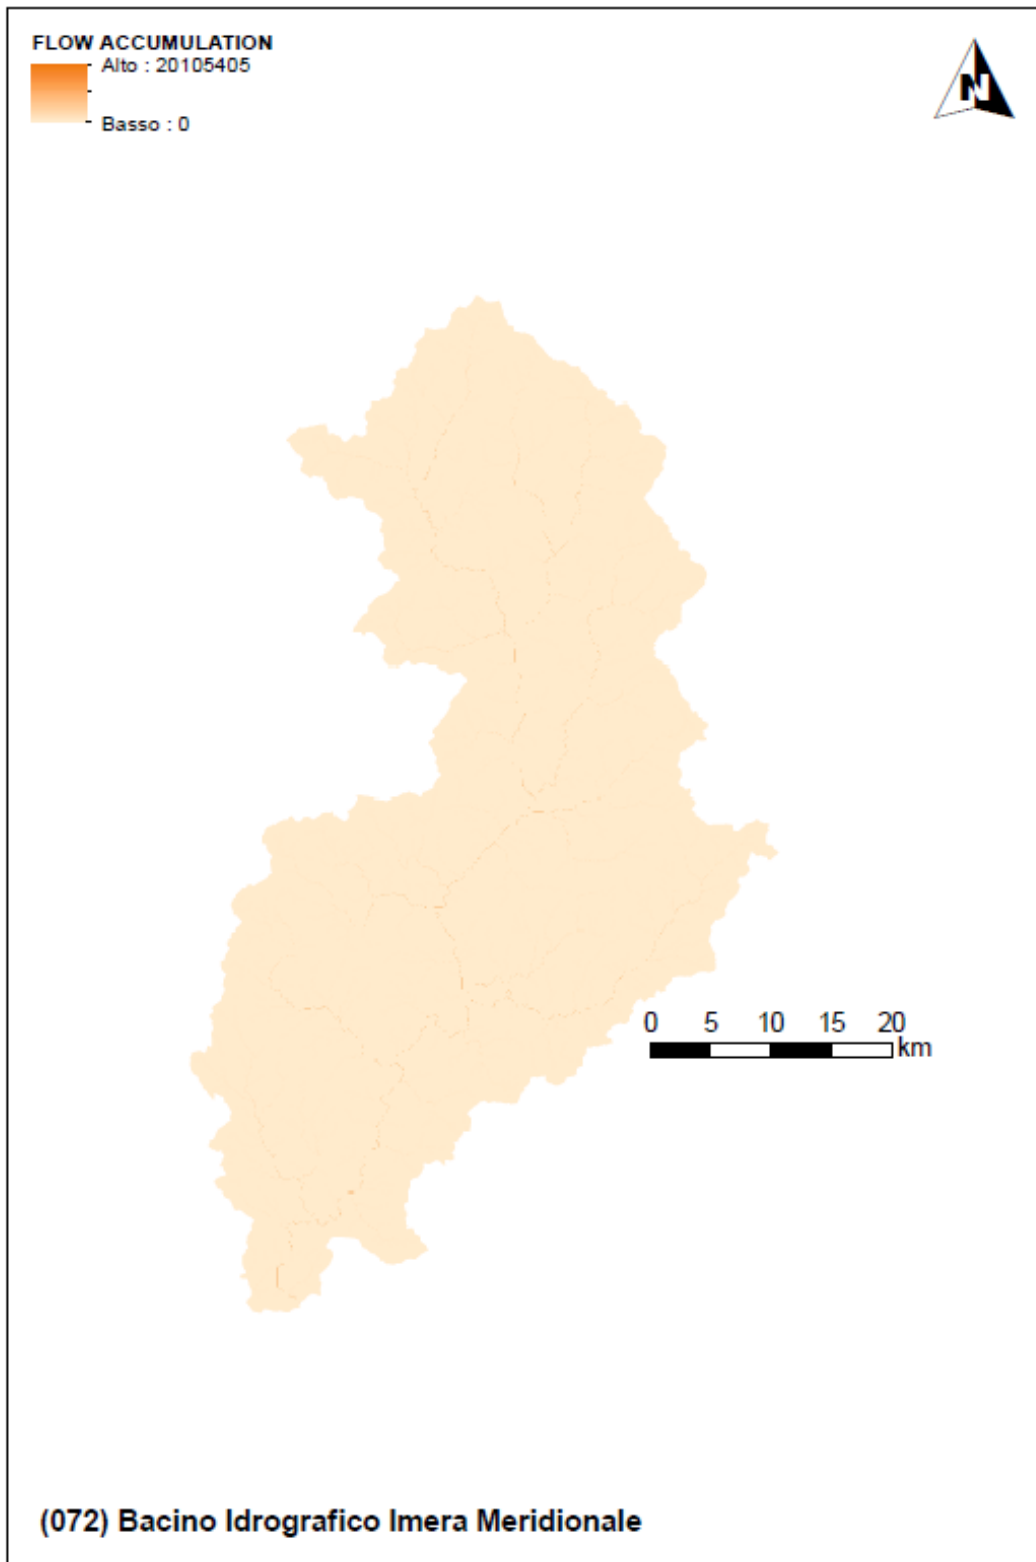 FLOW ACCUMULATION
Alto : 20105405
Basso : 0
N
0 5 10 15 20
km
(072) Bacino Idrografico Imera Meridionale